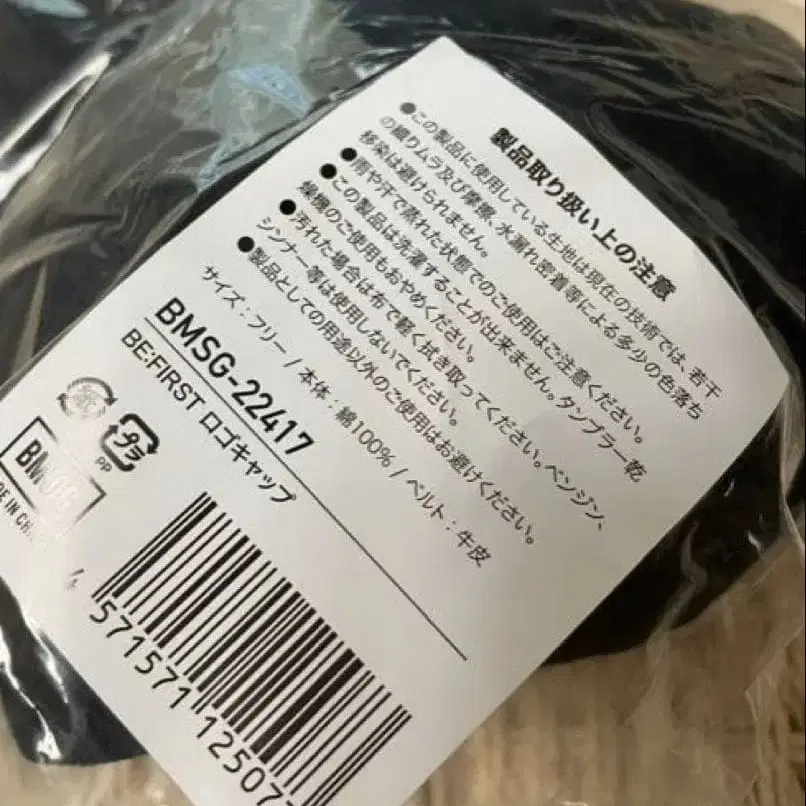 製品取り扱い上の注意
●この製品に使用している生地は現在の技術では、若干
の織りムラ及び摩擦、水漏れ密着等による多少の色落ち
移染は避けられません。
●雨や汗で濡れた状態でのご使用はご注意ください。
●この製品は洗濯することが出来ません。タンブラー乾
燥機のご使用もおやめください。
●汚れた場合は布で軽く拭き取ってください。ベンジン、
シンナー等は使用しないでください。
●製品としての用途以外のご使用はお避けください。
サイズ:フリー / 本体:綿100% / ベルト:牛皮
BMSG-22417
BE:FIRST ロゴキャップ
プラ
PP
4 571571 12507